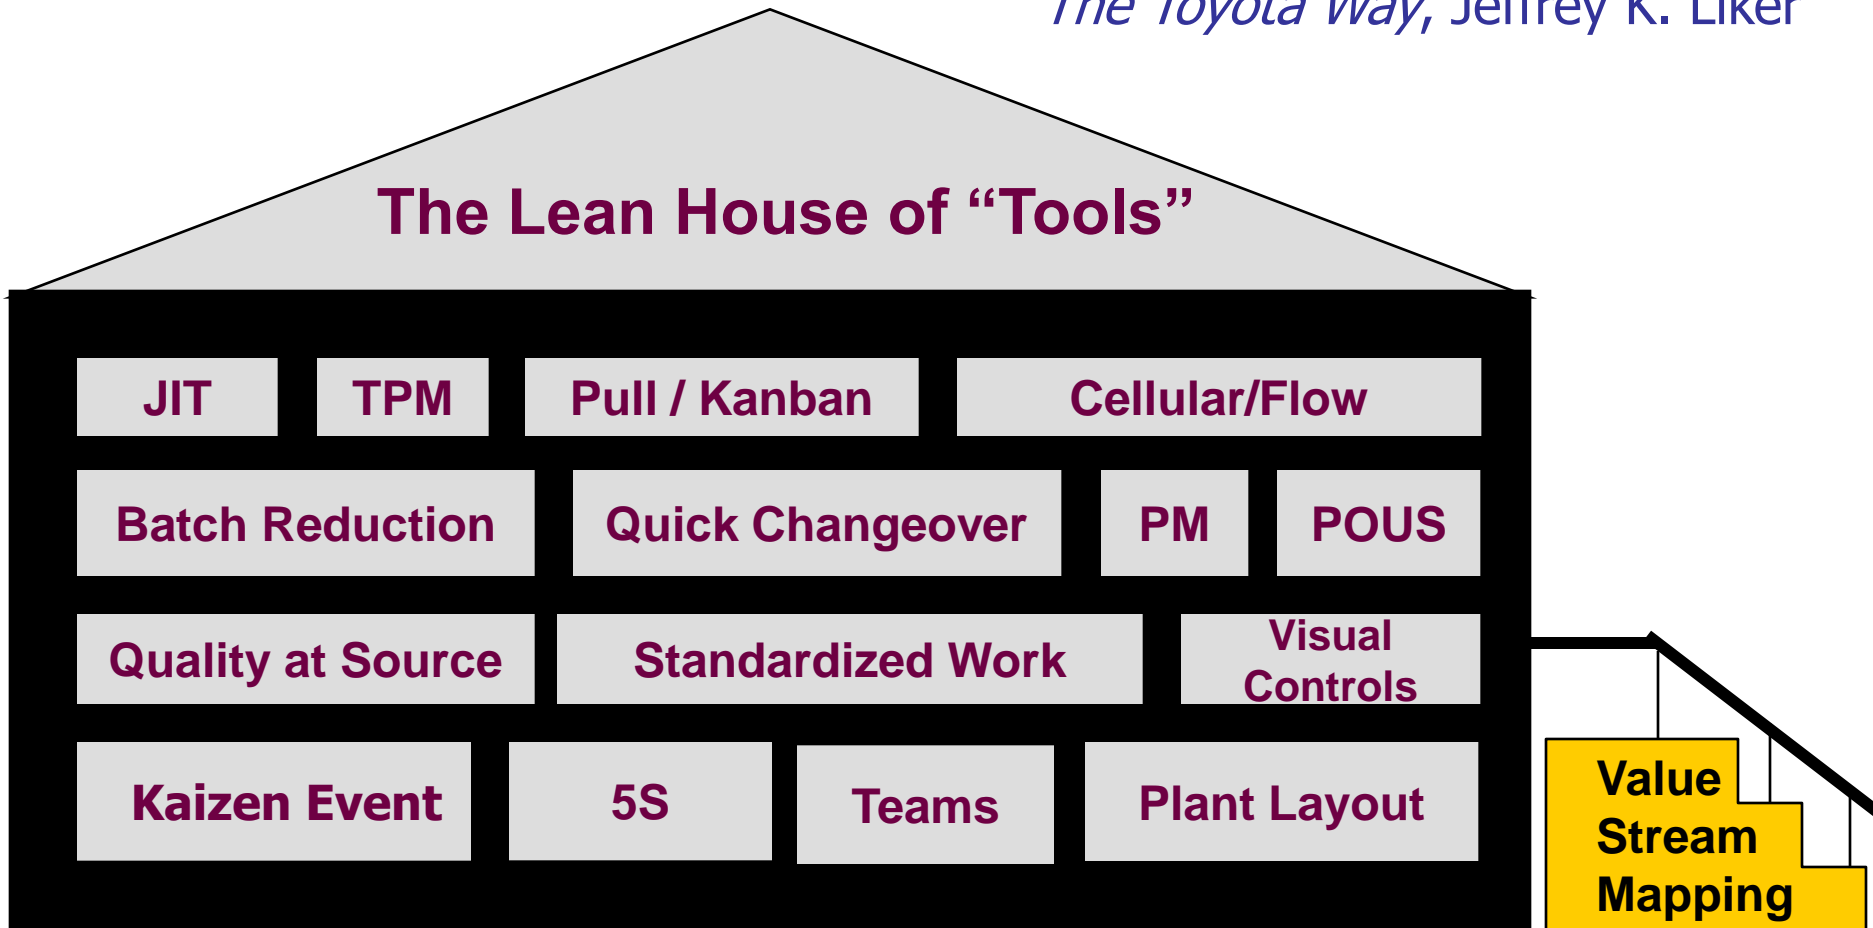 The Toyota Way, Jeffrey K. Liker
The Lean House of “Tools”
JIT TPM Pull / Kanban Cellular/Flow
Batch Reduction Quick Changeover PM POUS
Quality at Source Standardized Work Visual
Controls
Kaizen Event 5S Teams Plant Layout
Value
Stream
Mapping